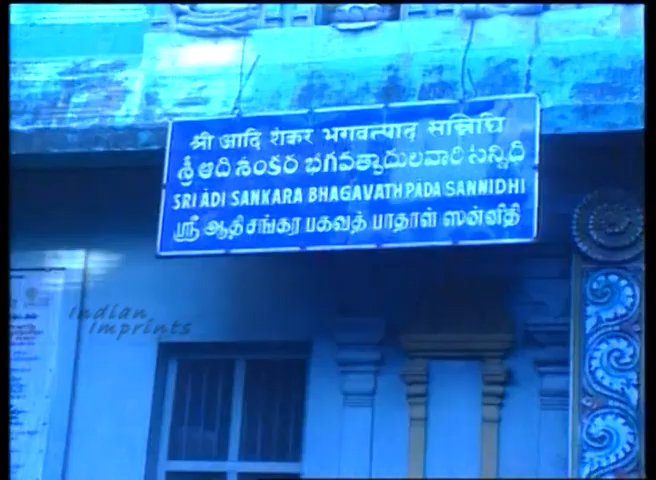 श्री आदि शंकर भगवत्पाद सन्निधि
శ్రీ ఆది శంకర భగవత్పాదులవారి సన్నిధి
SRI ADI SANKARA BHAGAVATH PADA SANNIDHI
ஸ்ரீ ஆதிசங்கர பகவத் பாதாள் ஸன்னிதி
Indian
Imprints